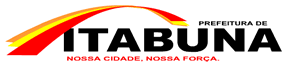 PREFEITURA DE
ITABUNA
NOSSA CIDADE, NOSSA FORÇA.